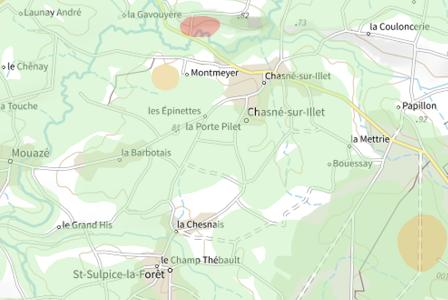 Launay André
la Gavouyère
82
73
la Couloncerie
le Chênay
Montmeyer
Chasné-sur-Illet
la Touche
les Épinettes
Chasné-sur-Illet
Papillon
92
la Porte Pilet
la Mettrie
Mouazé
la Barbotais
Bouessay
le Grand His
la Chesnais
le Champ Thébault
St-Sulpice-la-Forêt